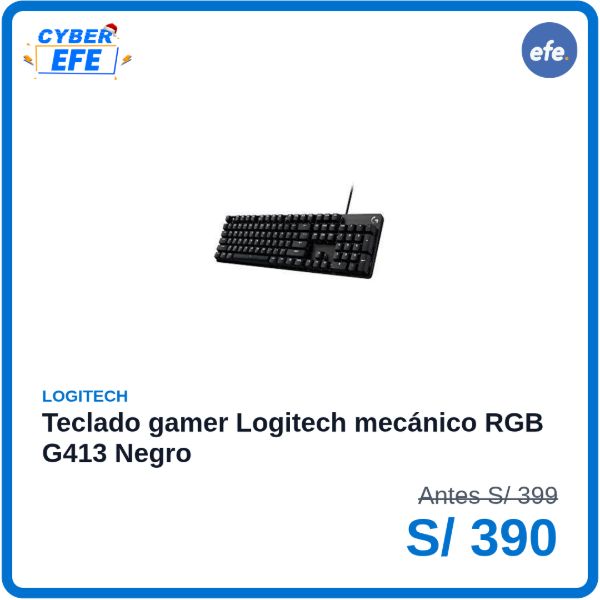 CYBER
EFE
efe.
LOGITECH
Teclado gamer Logitech mecánico RGB
G413 Negro
Antes S/ 399
S/ 390